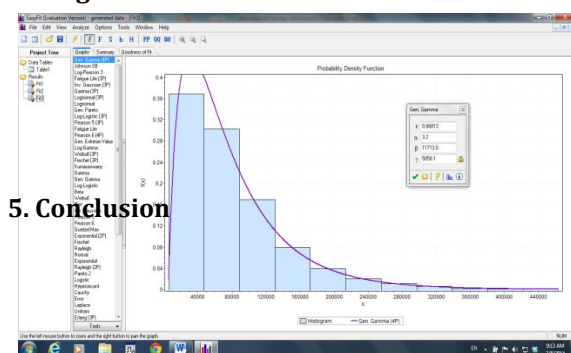 EasyFit (Evaluation Version) - generated data - [Fit3]
File Edit View Analyze Options Tools Window Help
Project Tree
Data Tables
Table1
Results
Fit1
Fit2
Fit3
Graphs Summary Goodness of Fit
Gen. Gamma (4P)
Johnson SB
Log-Pearson 3
Fatigue Life (3P)
Inv. Gaussian (3P)
Gamma (3P)
Lognormal (3P)
Lognormal
Gen. Pareto
Log-Logistic (3P)
Pearson 5 (3P)
Fatigue Life
Pearson 6 (4P)
Gen. Extreme Value
Log-Gamma
Weibull (3P)
Frechet (3P)
Kumaraswamy
Gamma
Gen. Gamma
Log-Logistic
Beta
Weibull
Pearson 6
Gumbel Max
Exponential (2P)
Frechet
Rayleigh
Normal
Exponential
Rayleigh (2P)
Pareto 2
Logistic
Hypersecant
Cauchy
Error
Laplace
Uniform
Erlang (3P)
Tools
Probability Density Function
0.4
0.36
0.32
0.28
0.24
0.2
0.12
0.08
0.04
0
f(x)
40000 80000 120000 160000 200000 240000 280000 320000 360000 400000 440000
x
Histogram Gen. Gamma (4P)
Gen. Gamma
k 0.66813
α 3.2
β 11713.0
γ 5058.1
5. Conclusion
Use the left mouse button to zoom and the right button to pan the graph.
NUM
9:13 AM